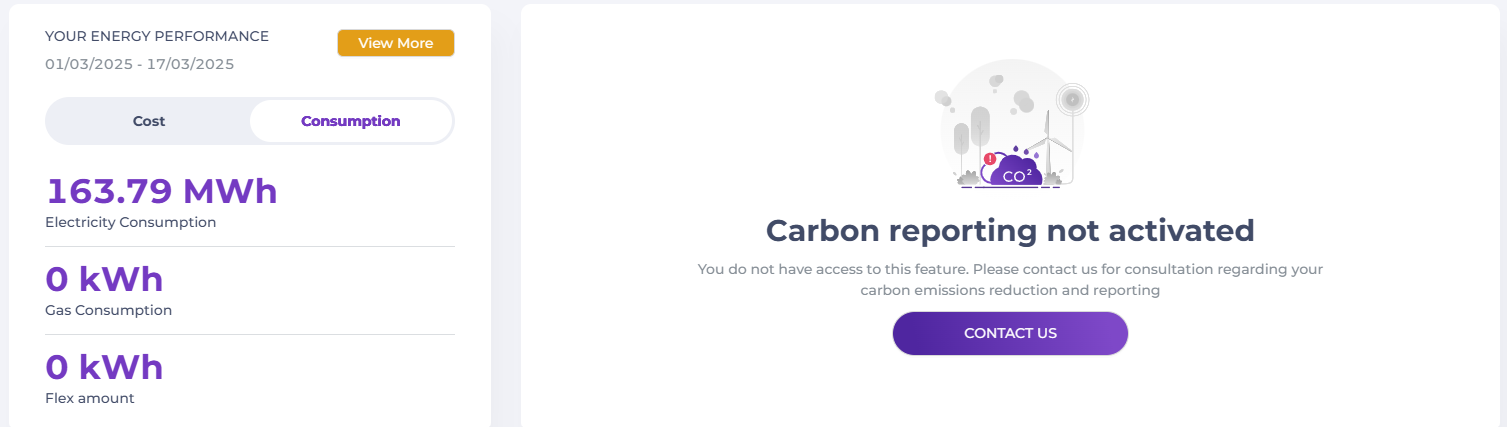 YOUR ENERGY PERFORMANCE
View More
01/03/2025 - 17/03/2025
Cost
Consumption
163.79 MWh
Electricity Consumption
0 kWh
Gas Consumption
0 kWh
Flex amount
!
CO²
Carbon reporting not activated
You do not have access to this feature. Please contact us for consultation regarding your
carbon emissions reduction and reporting
CONTACT US